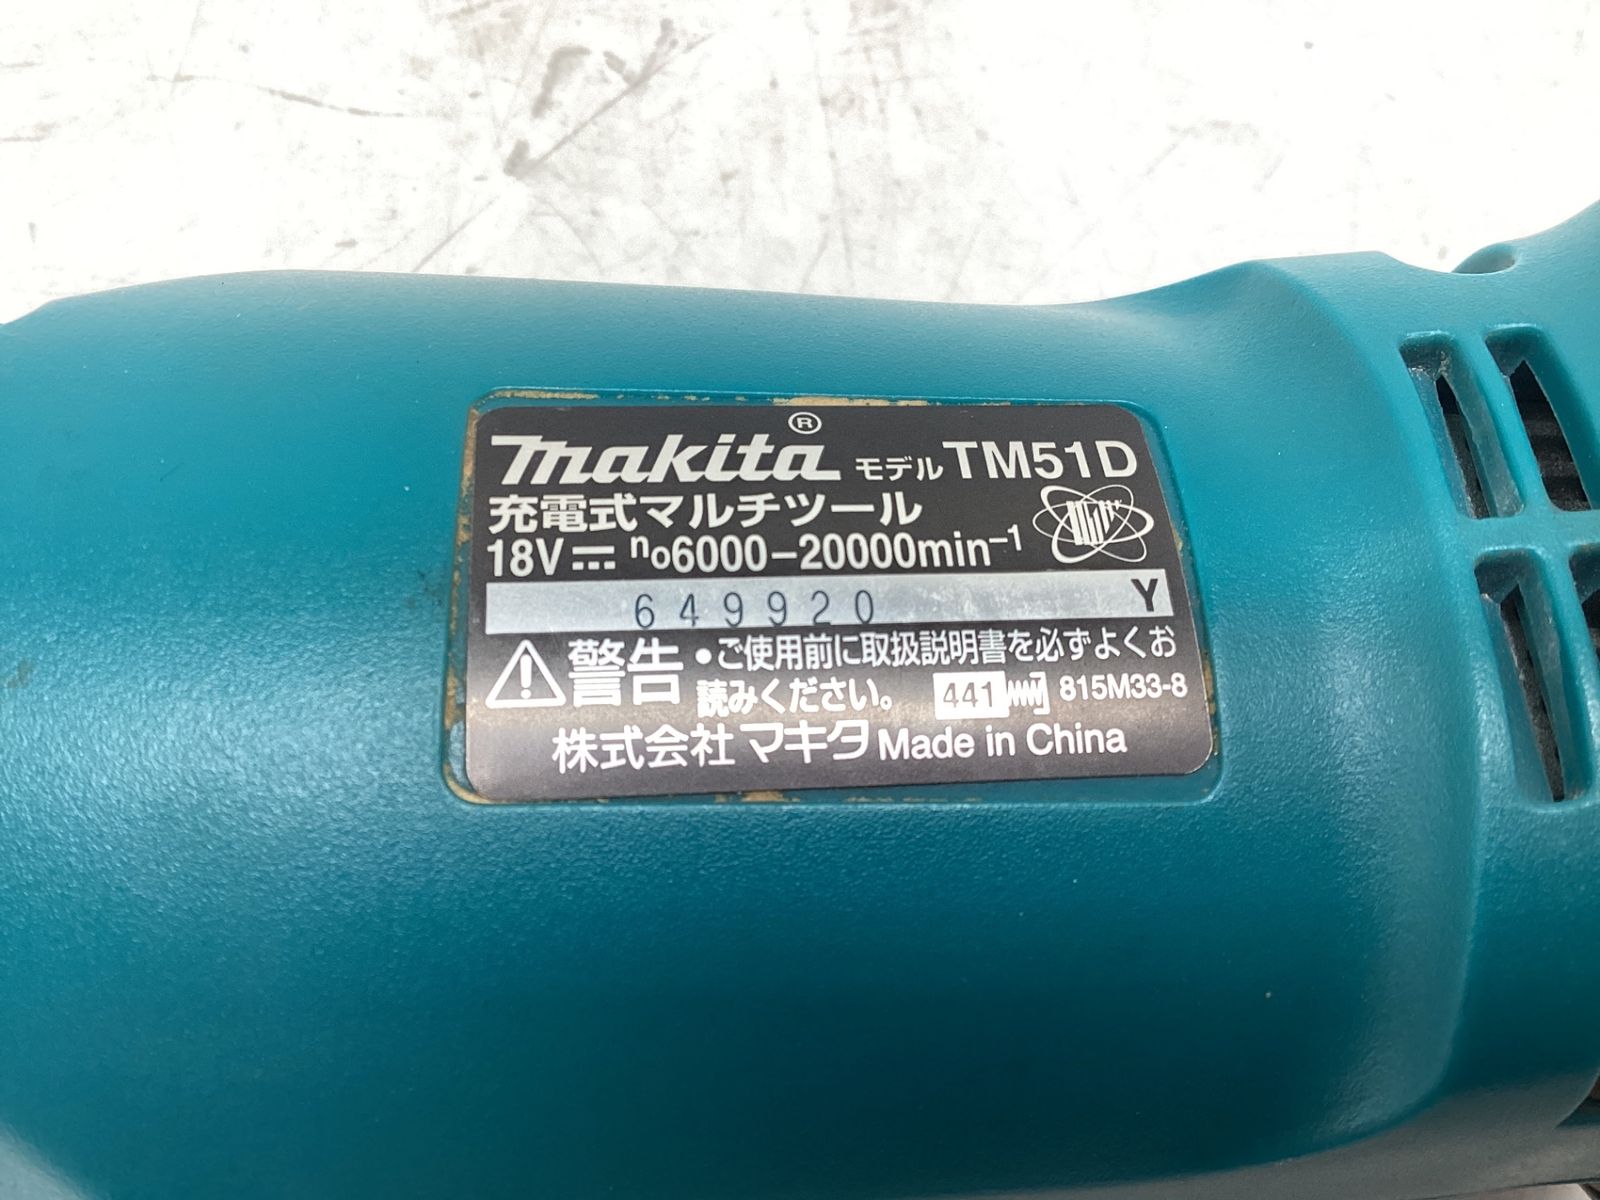 makita® モデル TM51D
充電式マルチツール
18V⎓ n₀6000−20000min⁻¹
649920 Y
⚠警告 •ご使用前に取扱説明書を必ずよくお
読みください。 441 815M33-8
株式会社 マキタ Made in China